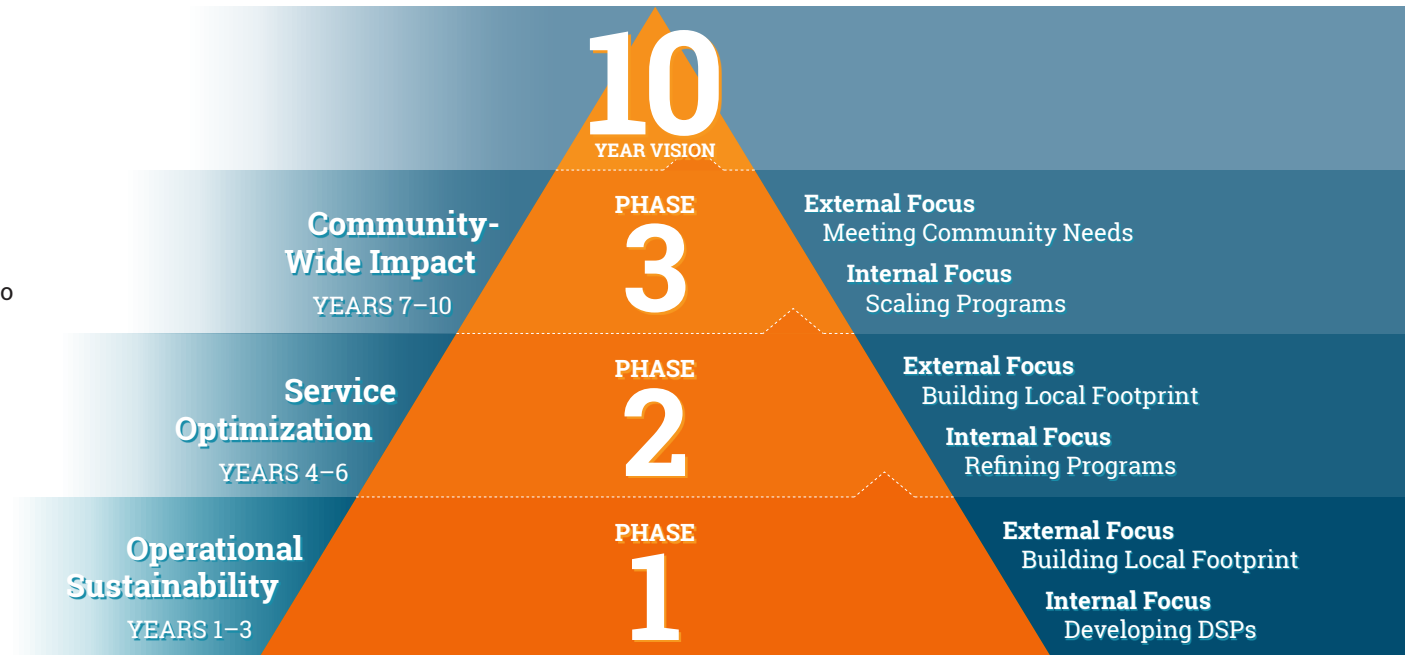 10
YEAR VISION
Community-
Wide Impact
YEARS 7–10
PHASE
3
External Focus
Meeting Community Needs
Internal Focus
Scaling Programs
o
Service
Optimization
YEARS 4–6
PHASE
2
External Focus
Building Local Footprint
Internal Focus
Refining Programs
Operational
Sustainability
YEARS 1–3
PHASE
1
External Focus
Building Local Footprint
Internal Focus
Developing DSPs